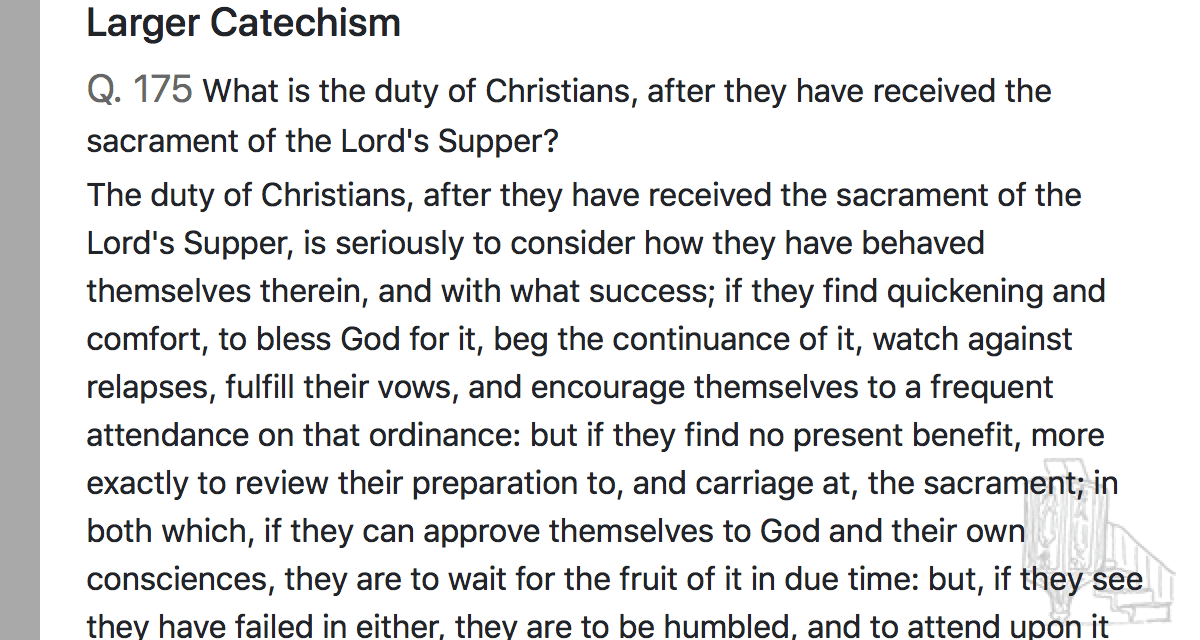 Larger Catechism
Q. 175 What is the duty of Christians, after they have received the
sacrament of the Lord's Supper?
The duty of Christians, after they have received the sacrament of the
Lord's Supper, is seriously to consider how they have behaved
themselves therein, and with what success; if they find quickening and
comfort, to bless God for it, beg the continuance of it, watch against
relapses, fulfill their vows, and encourage themselves to a frequent
attendance on that ordinance: but if they find no present benefit, more
exactly to review their preparation to, and carriage at, the sacrament; in
both which, if they can approve themselves to God and their own
consciences, they are to wait for the fruit of it in due time: but, if they see
they have failed in either, they are to be humbled, and to attend upon it